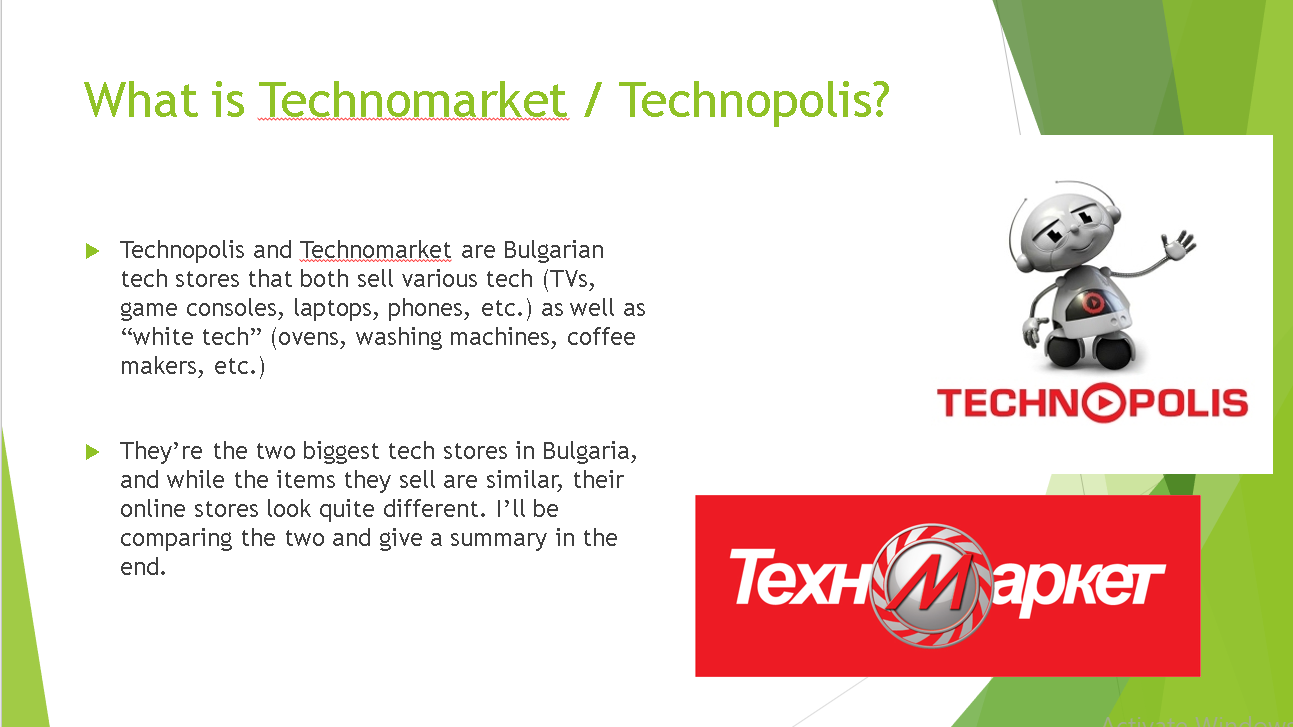 What is Technomarket / Technopolis?
Technopolis and Technomarket are Bulgarian
tech stores that both sell various tech (TVs,
game consoles, laptops, phones, etc.) as well as
“white tech” (ovens, washing machines, coffee
makers, etc.)
They’re the two biggest tech stores in Bulgaria,
and while the items they sell are similar, their
online stores look quite different. I’ll be
comparing the two and give a summary in the
end.
TECHNOPOLIS
ТехноМаркет
Activate Windows